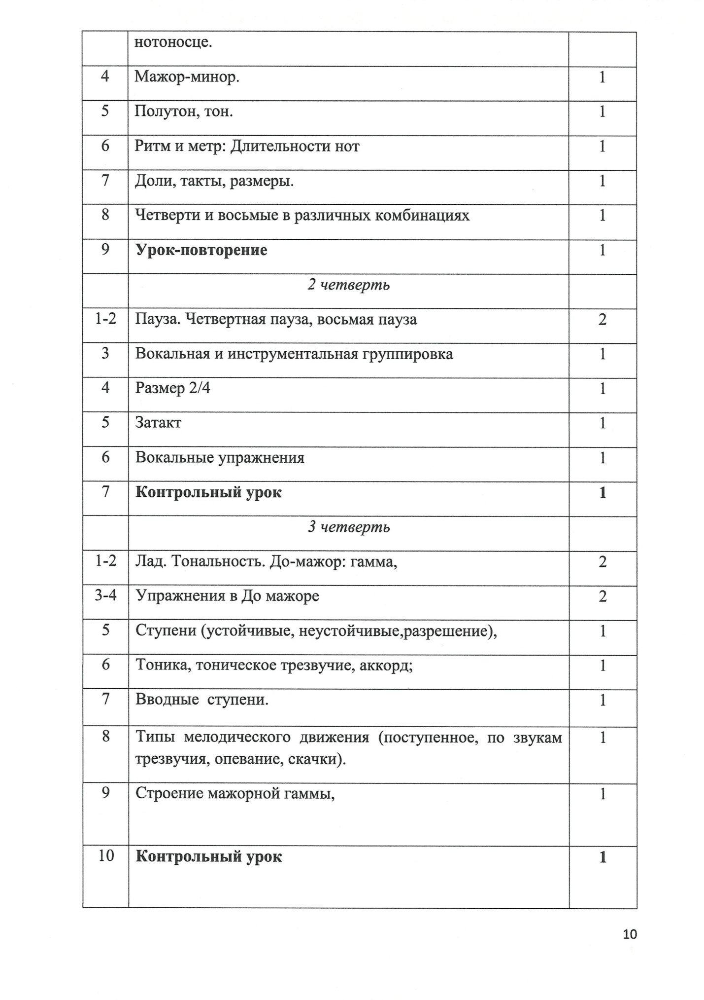 нотоносце.
4 Мажор-минор. 1
5 Полутон, тон. 1
6 Ритм и метр: Длительности нот 1
7 Доли, такты, размеры. 1
8 Четверти и восьмые в различных комбинациях 1
9 Урок-повторение 1
2 четверть
1-2 Пауза. Четвертная пауза, восьмая пауза 2
3 Вокальная и инструментальная группировка 1
4 Размер 2/4 1
5 Затакт 1
6 Вокальные упражнения 1
7 Контрольный урок 1
3 четверть
1-2 Лад. Тональность. До-мажор: гамма, 2
3-4 Упражнения в До мажоре 2
5 Ступени (устойчивые, неустойчивые,разрешение), 1
6 Тоника, тоническое трезвучие, аккорд; 1
7 Вводные ступени. 1
8 Типы мелодического движения (поступенное, по звукам 1
трезвучия, опевание, скачки).
9 Строение мажорной гаммы, 1
10 Контрольный урок 1
10